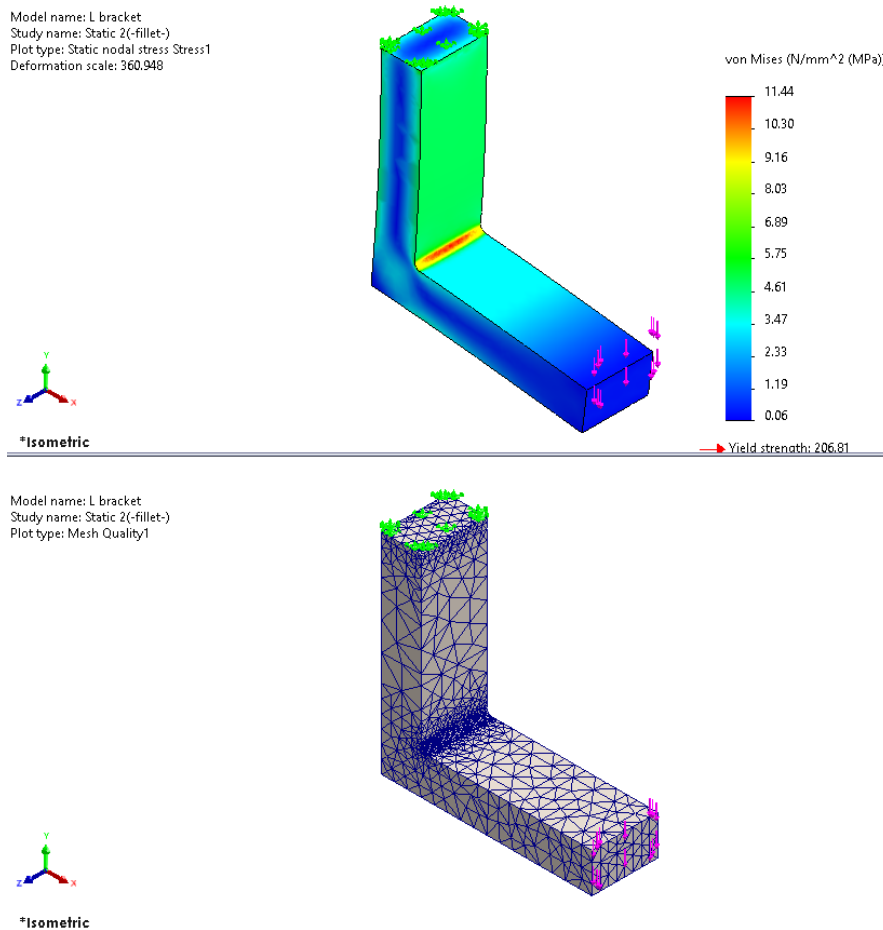 Model name: L bracket
Study name: Static 2(-fillet-)
Plot type: Static nodal stress Stress1
Deformation scale: 360.948
von Mises (N/mm^2 (MPa))
11.44
10.30
9.16
8.03
6.89
5.75
4.61
3.47
2.33
1.19
0.06
Yield strength: 206.81
Y
Z
X
*Isometric
Model name: L bracket
Study name: Static 2(-fillet-)
Plot type: Mesh Quality1
Y
Z
X
*Isometric